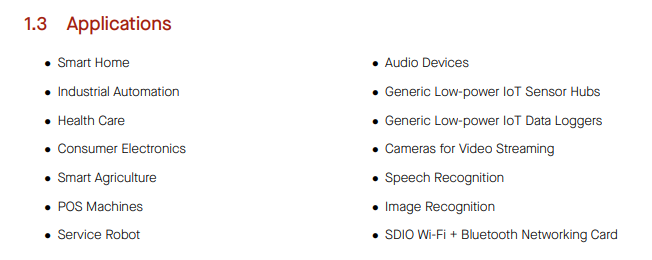 1.3 Applications
• Smart Home
• Industrial Automation
• Health Care
• Consumer Electronics
• Smart Agriculture
• POS Machines
• Service Robot
• Audio Devices
• Generic Low-power IoT Sensor Hubs
• Generic Low-power IoT Data Loggers
• Cameras for Video Streaming
• Speech Recognition
• Image Recognition
• SDIO Wi-Fi + Bluetooth Networking Card